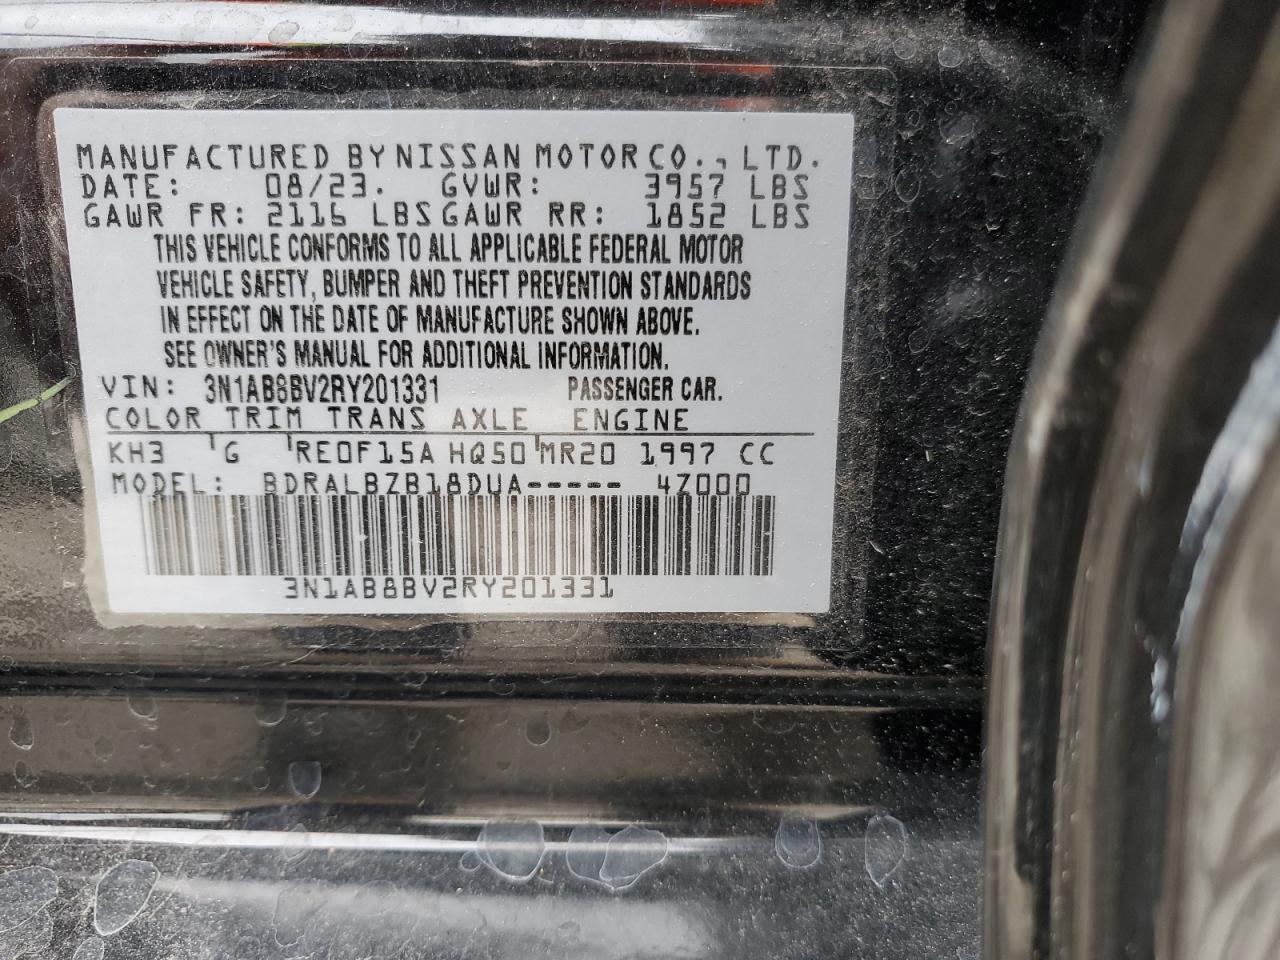 MANUFACTURED BY NISSAN MOTOR CO., LTD.
DATE: 08/23. GVWR: 3957 LBS
GAWR FR: 2116 LBS GAWR RR: 1852 LBS
THIS VEHICLE CONFORMS TO ALL APPLICABLE FEDERAL MOTOR
VEHICLE SAFETY, BUMPER AND THEFT PREVENTION STANDARDS
IN EFFECT ON THE DATE OF MANUFACTURE SHOWN ABOVE.
SEE OWNER'S MANUAL FOR ADDITIONAL INFORMATION.
VIN: 3N1AB8BV2RY201331 PASSENGER CAR.
COLOR TRIM TRANS AXLE ENGINE
KH3 G RE0F15A HQ50 MR20 1997 CC
MODEL: BDRALBZB18DUA----- 4Z000
3N1AB8BV2RY201331